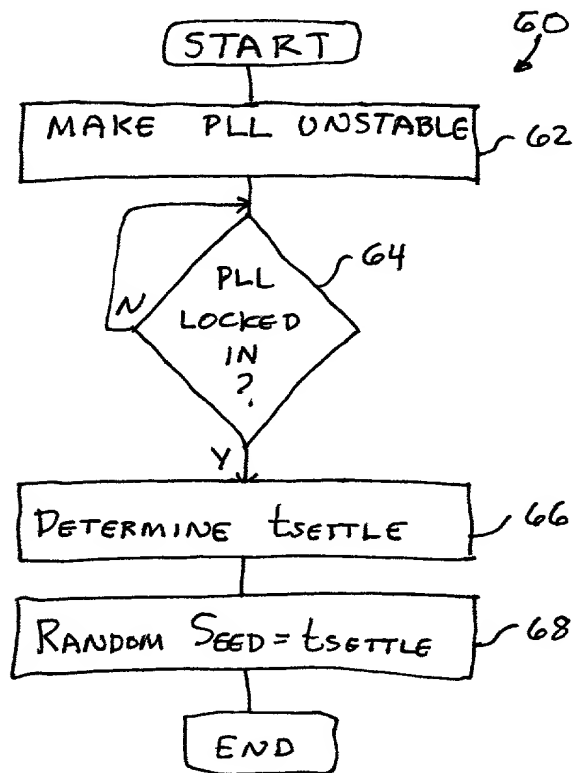 60
START
MAKE PLL UNSTABLE
62
64
PLL
LOCKED
IN
?
N
Y
DETERMINE tSETTLE
66
RANDOM SEED = tSETTLE
68
END